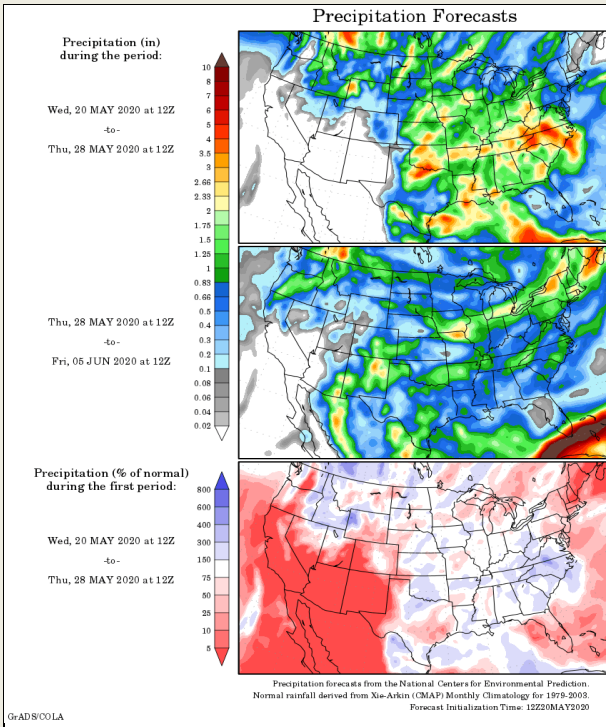 Precipitation Forecasts
Precipitation (in)
during the period:
Wed, 20 MAY 2020 at 12Z
-to-
Thu, 28 MAY 2020 at 12Z
Thu, 28 MAY 2020 at 12Z
-to-
Fri, 05 JUN 2020 at 12Z
10
8
7
6
5
4
3.5
3
2.66
2.33
2
1.75
1.5
1.25
1
0.83
0.66
0.5
0.4
0.3
0.2
0.1
0.08
0.06
0.04
0.02
Precipitation (% of normal)
during the first period:
Wed, 20 MAY 2020 at 12Z
-to-
Thu, 28 MAY 2020 at 12Z
800
600
400
300
150
75
50
25
10
5
Precipitation forecasts from the National Centers for Environmental Prediction.
Normal rainfall derived from Xie-Arkin (CMAP) Monthly Climatology for 1979-2003.
Forecast Initialization Time: 12Z20MAY2020
GrADS/COLA